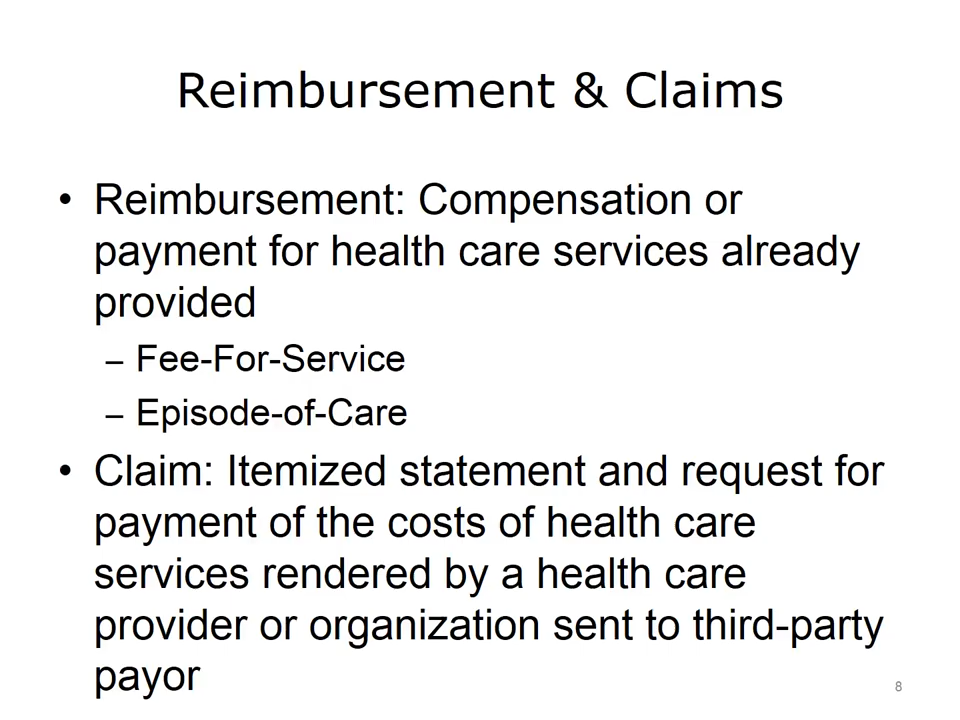 Reimbursement & Claims
• Reimbursement: Compensation or
payment for health care services already
provided
– Fee-For-Service
– Episode-of-Care
• Claim: Itemized statement and request for
payment of the costs of health care
services rendered by a health care
provider or organization sent to third-party
payor
8